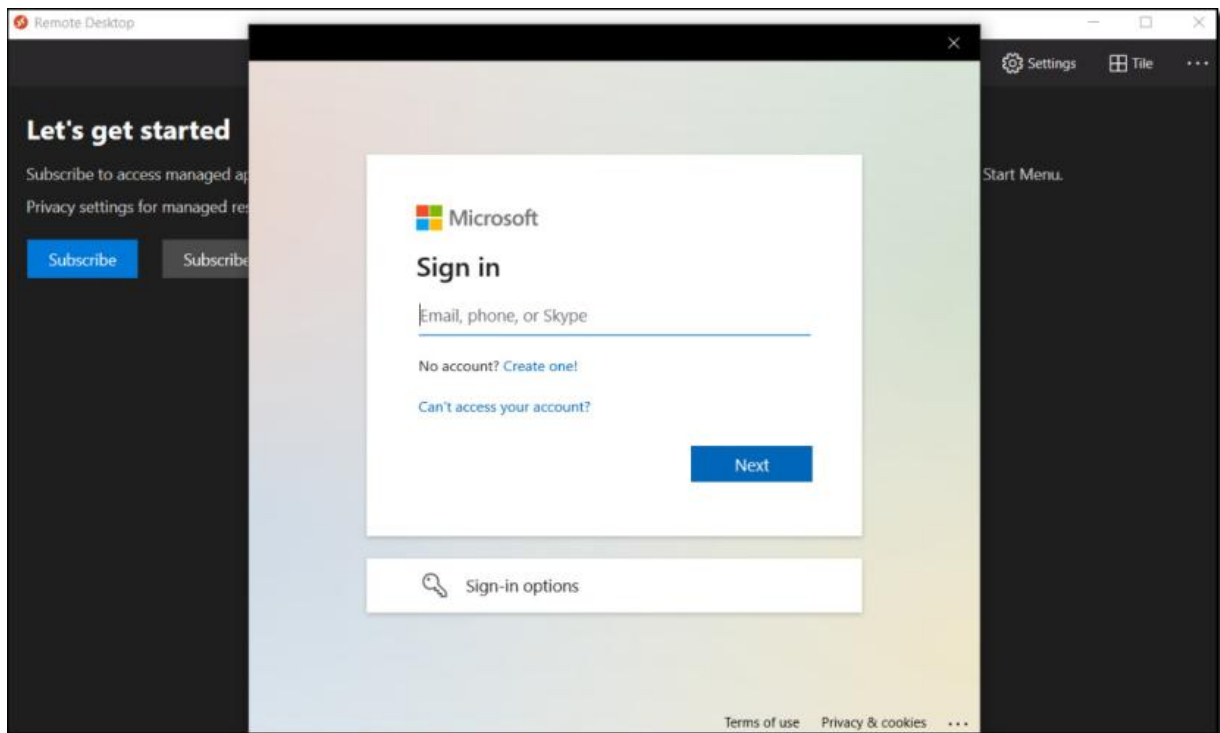 Remote Desktop
Settings
Tile
Let's get started
Subscribe to access managed
Start Menu.
Privacy settings for managed
Subscribe
Subscribe
Microsoft
Sign in
Email, phone, or Skype
No account? Create one!
Can't access your account?
Next
Sign-in options
Terms of use Privacy & cookies